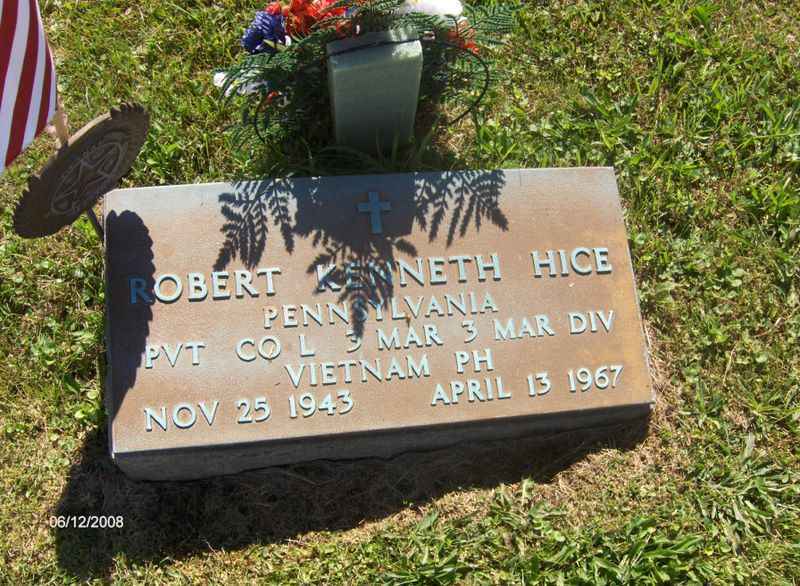 ROBERT KENNETH HICE
PENNSYLVANIA
PVT CO L 3 MAR 3 MAR DIV
VIETNAM PH
NOV 25 1943 APRIL 13 1967
06/12/2008